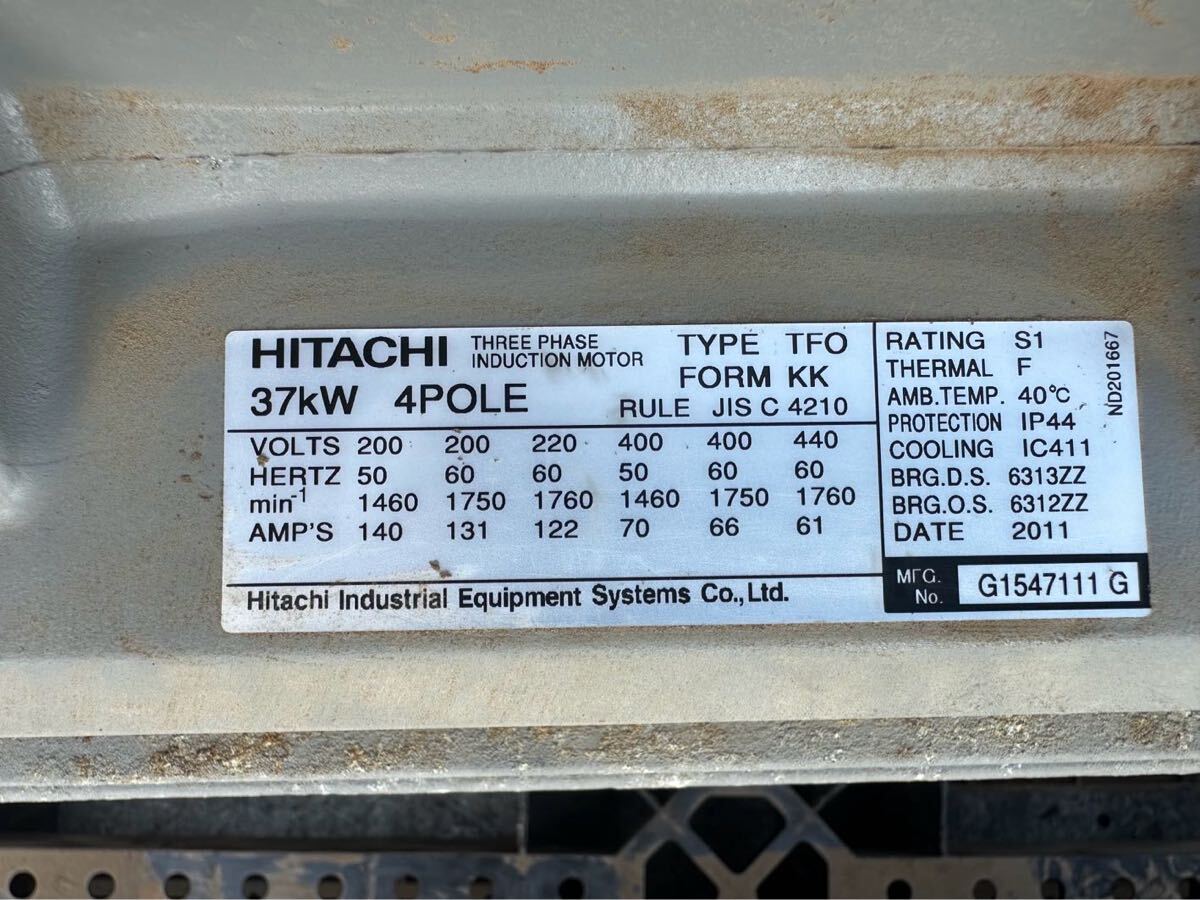 HITACHI THREE PHASE INDUCTION MOTOR
TYPE TFO
FORM KK
37kW 4POLE
RULE JIS C 4210
VOLTS 200 200 220 400 400 440
HERTZ 50 60 60 50 60 60
min-1 1460 1750 1760 1460 1750 1760
AMP'S 140 131 122 70 66 61
Hitachi Industrial Equipment Systems Co., Ltd.
RATING S1
THERMAL F
AMB.TEMP. 40℃
PROTECTION IP44
COOLING IC411
BRG.D.S. 6313ZZ
BRG.O.S. 6312ZZ
DATE 2011
MFG. No. G1547111 G
ND201667